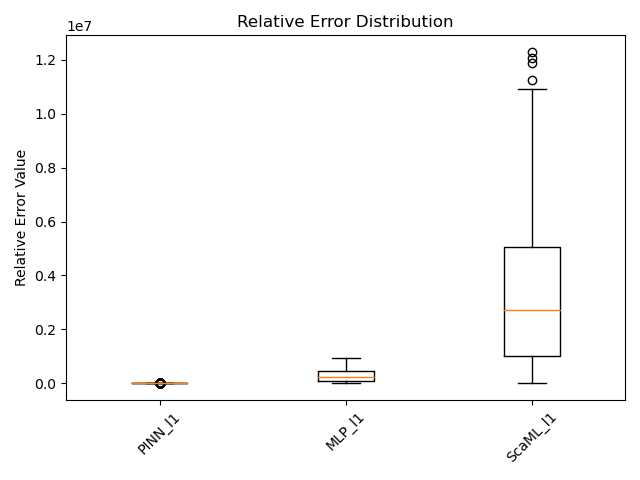 Relative Error Distribution
1e7
1.2
1.0
0.8
0.6
0.4
0.2
0.0
Relative Error Value
PINN_l1
MLP_l1
ScaML_l1